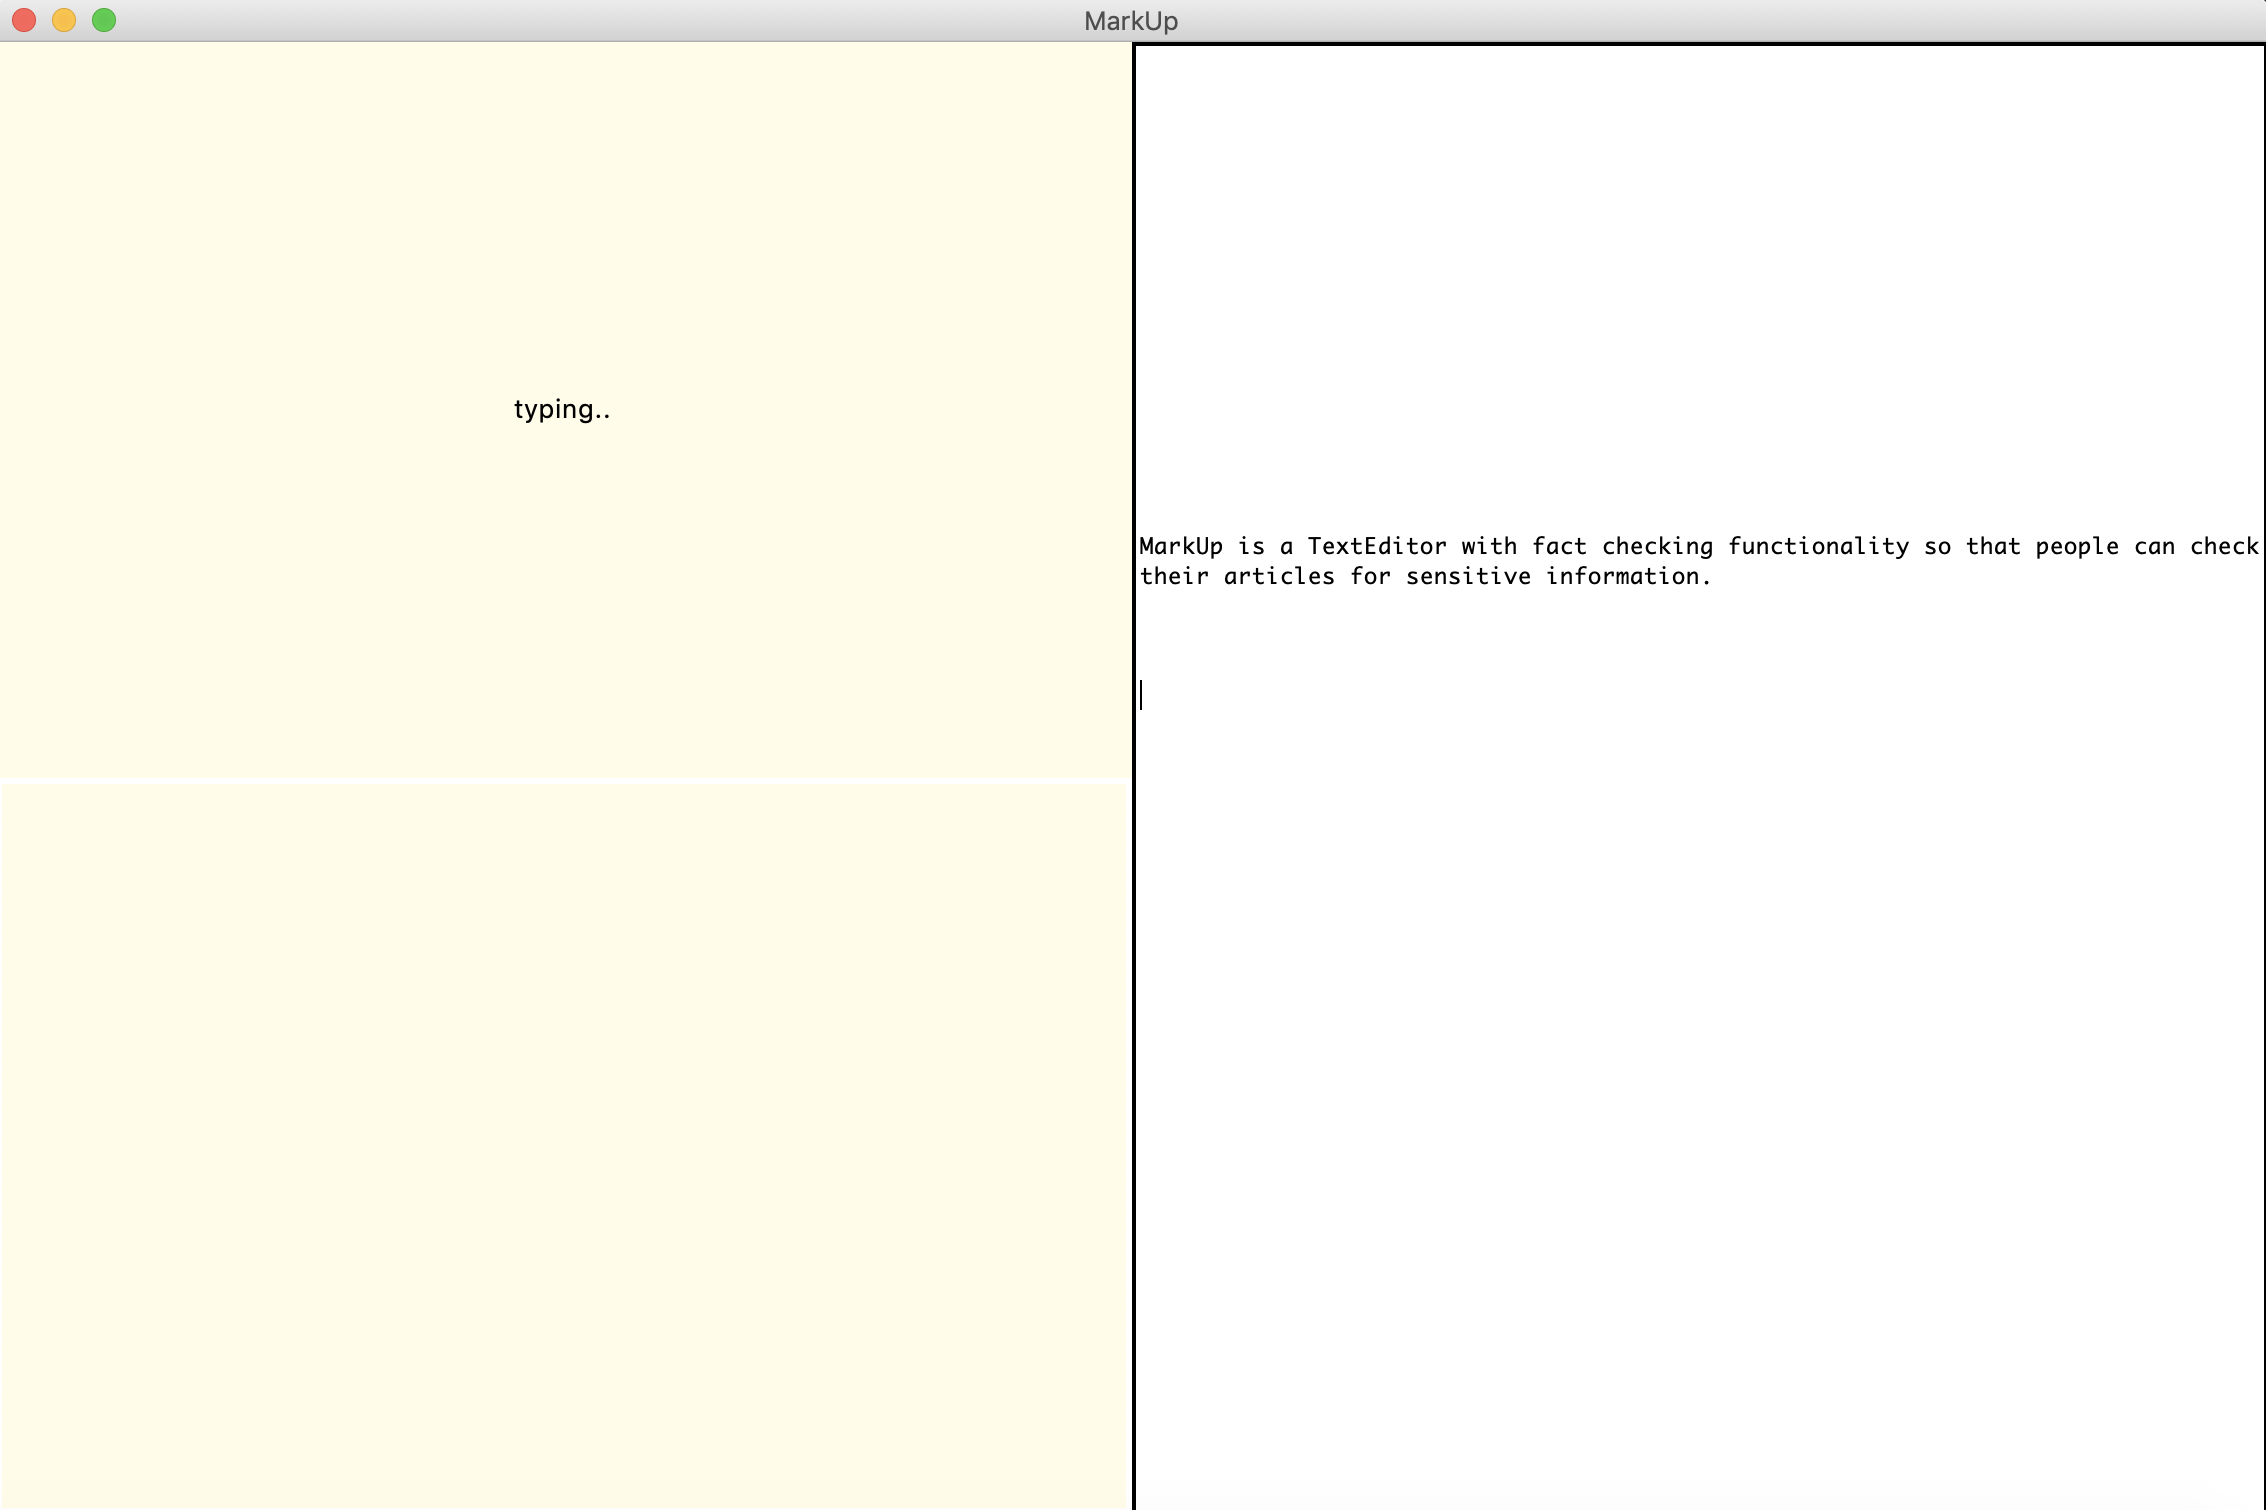 MarkUp
typing..
MarkUp is a TextEditor with fact checking functionality so that people can check
their articles for sensitive information.